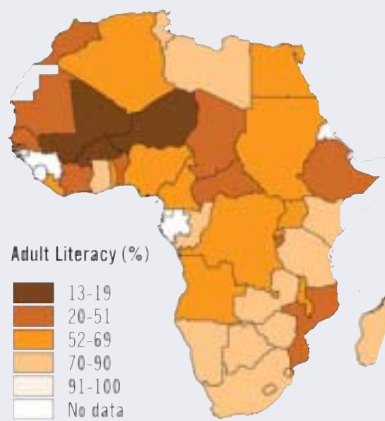 Adult Literacy (%)
13-19
20-51
52-69
70-90
91-100
No data